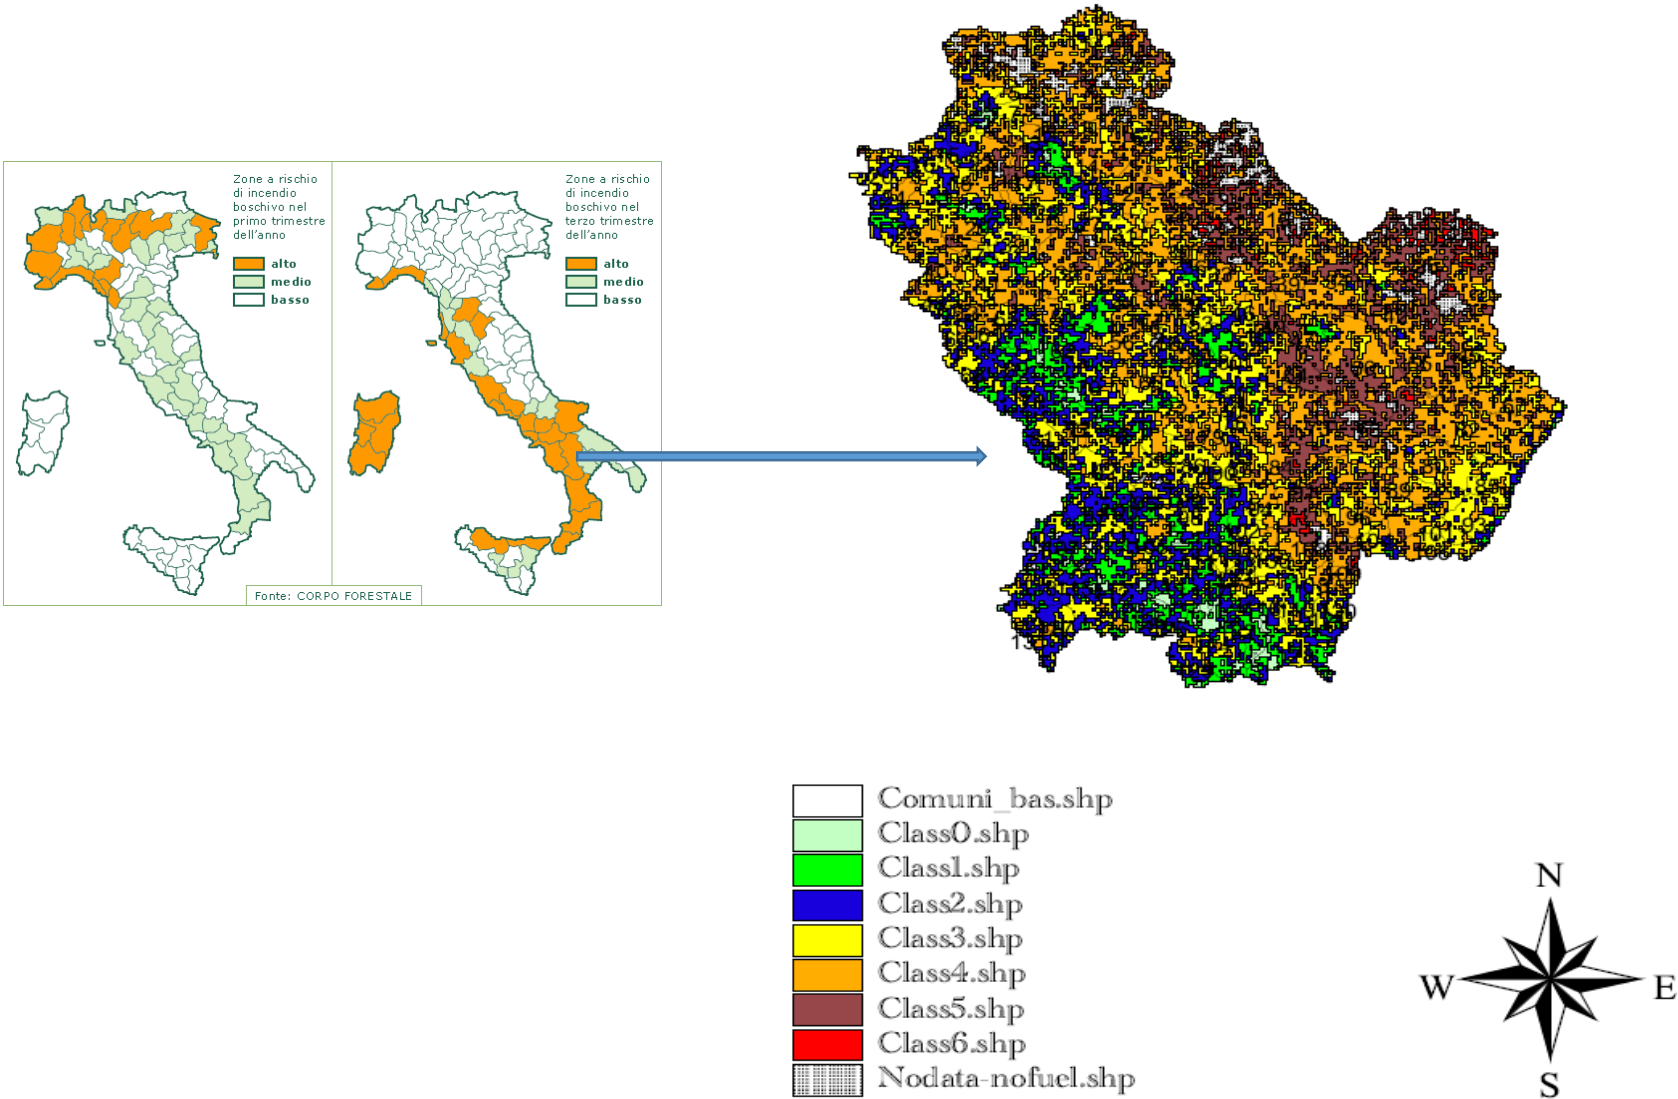 Zone a rischio
di incendio
boschivo nel
primo trimestre
dell'anno
alto
medio
basso
Zone a rischio
di incendio
boschivo nel
terzo trimestre
dell'anno
alto
medio
basso
Fonte: CORPO FORESTALE
Comuni_bas.shp
Class0.shp
Class1.shp
Class2.shp
Class3.shp
Class4.shp
Class5.shp
Class6.shp
Nodata-nofuel.shp
N
W
E
S